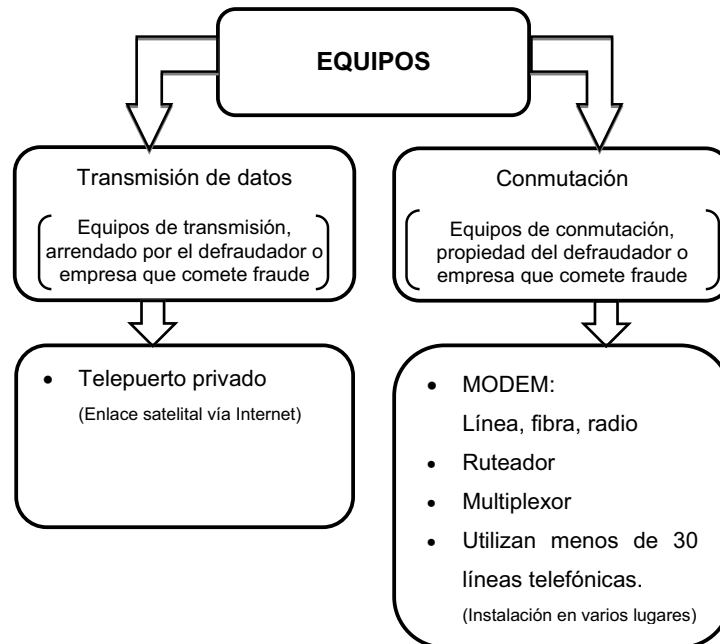 EQUIPOS
Transmisión de datos
Equipos de transmisión,
arrendado por el defraudador o
empresa que comete fraude
Conmutación
Equipos de conmutación,
propiedad del defraudador o
empresa que comete fraude
• Telepuerto privado
(Enlace satelital vía Internet)
• MODEM:
Línea, fibra, radio
• Ruteador
• Multiplexor
• Utilizan menos de 30
líneas telefónicas.
(Instalación en varios lugares)